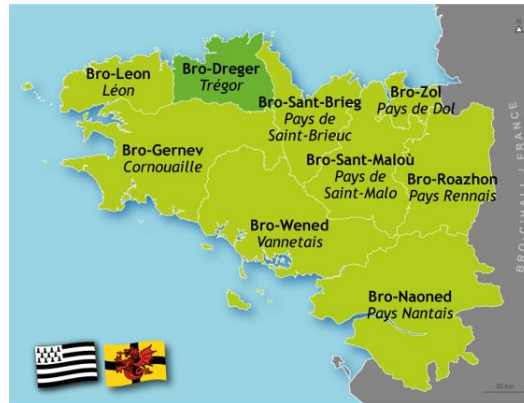 Bro-Leon
Léon
Bro-Dreger
Trégor
Bro-Sant-Brieg
Pays de
Saint-Brieuc
Bro-Zol
Pays de Dol
Bro-Gernev
Cornouaille
Bro-Sant-Maloù
Pays de
Saint-Malo
Bro-Roazhon
Pays Rennais
Bro-Wened
Vannetais
Bro-Naoned
Pays Nantais
BRO-C'HALL / FRANCE
N